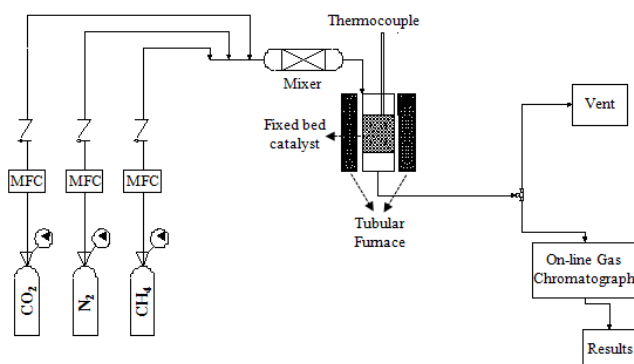 Thermocouple
Mixer
Vent
Fixed bed
catalyst
MFC
MFC
MFC
Tubular
Furnace
On-line Gas
Chromatograph
CO₂
N₂
CH₄
Results